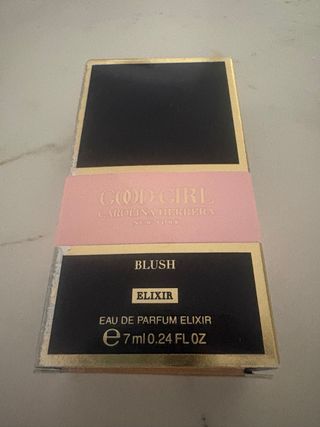 GOOD GIRL
CAROLINA HERRERA
NEW YORK
BLUSH
ELIXIR
EAU DE PARFUM ELIXIR
℮ 7 ml 0.24 FL OZ